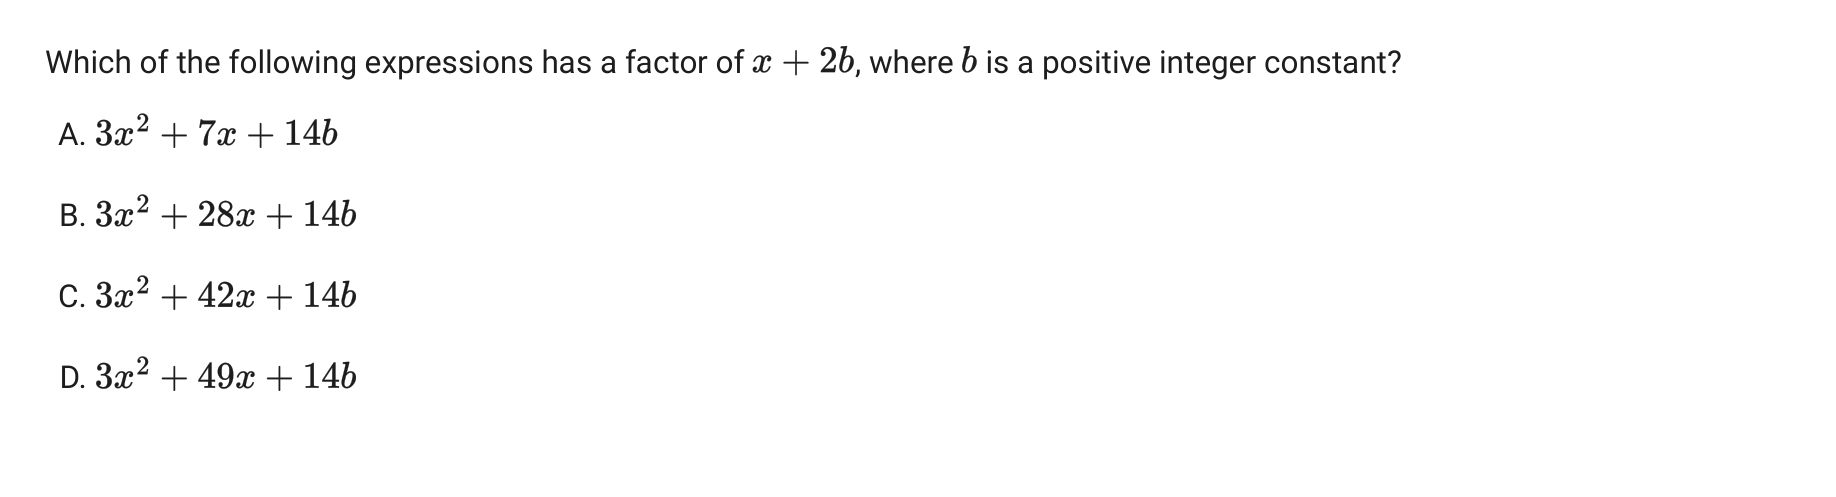 Which of the following expressions has a factor of x + 2b, where b is a positive integer constant?
A. 3x² + 7x + 14b
B. 3x² + 28x + 14b
C. 3x² + 42x + 14b
D. 3x² + 49x + 14b